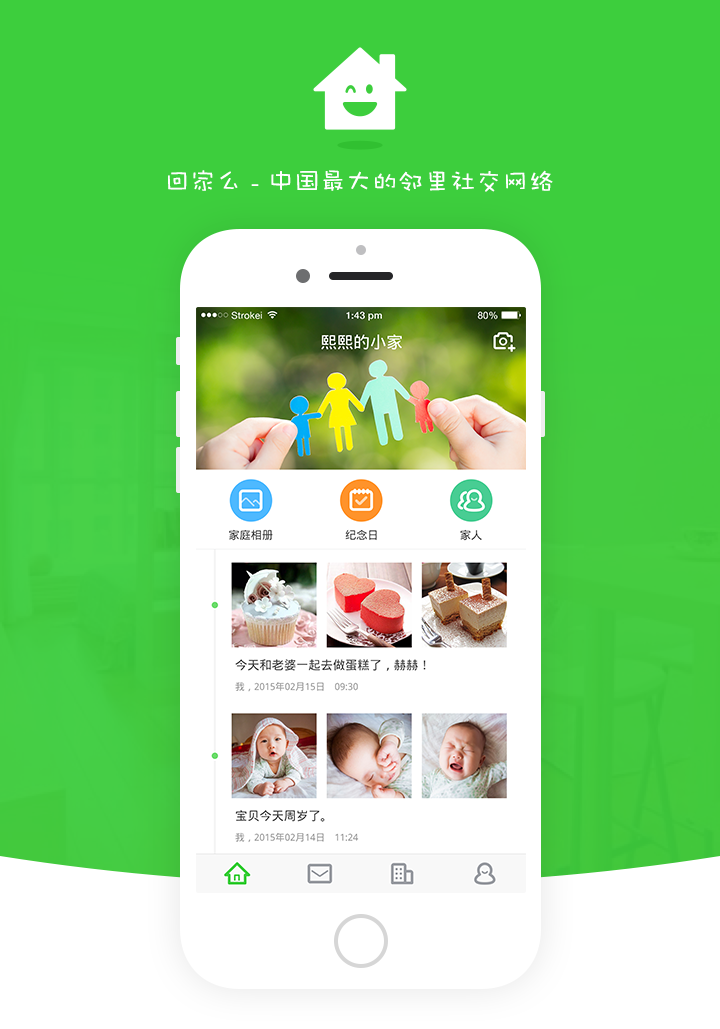 回家么 - 中国最大的邻里社交网络
Strokei 1:43 pm 80%
熙熙的小家
家庭相册 纪念日 家人
今天和老婆一起去做蛋糕了，赫赫！
我，2015年02月15日 09:30
宝贝今天周岁了。
我，2015年02月14日 11:24